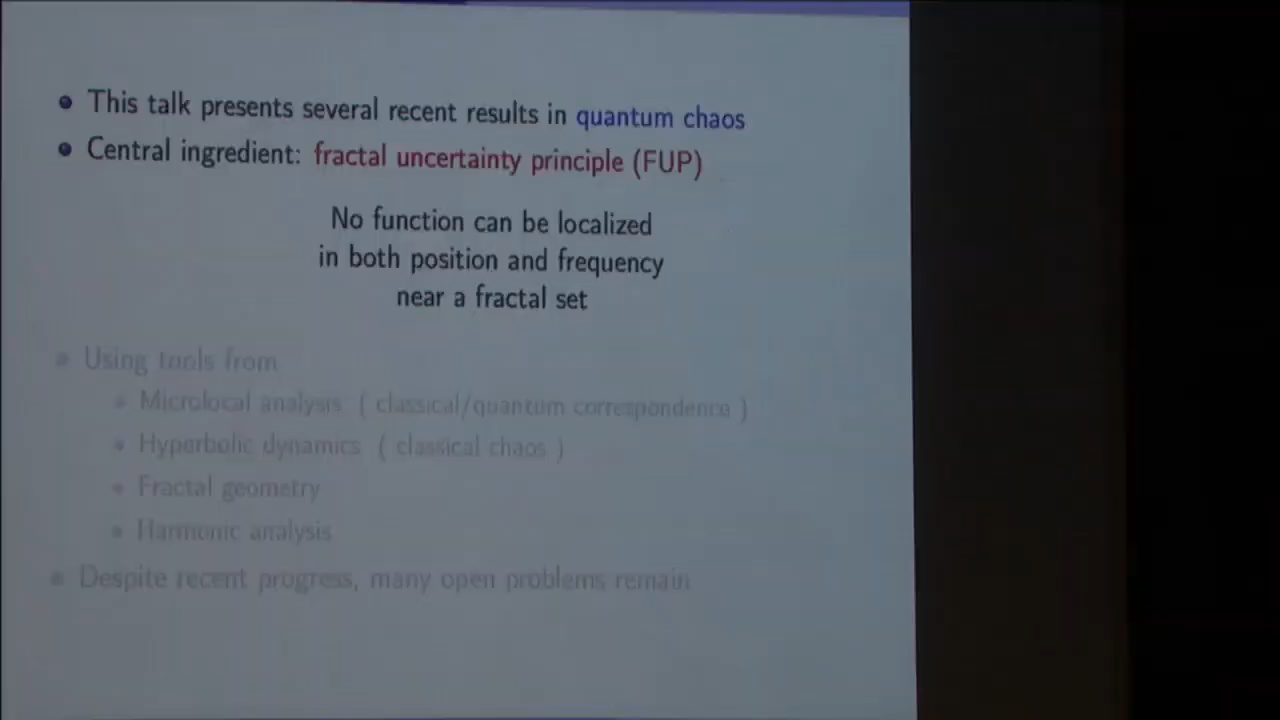 This talk presents several recent results in quantum chaos
Central ingredient: fractal uncertainty principle (FUP)
No function can be localized
in both position and frequency
near a fractal set
Using tools from
Microlocal analysis ( classical/quantum correspondence )
Hyperbolic dynamics ( classical chaos )
Fractal geometry
Harmonic analysis
Despite recent progress, many open problems remain